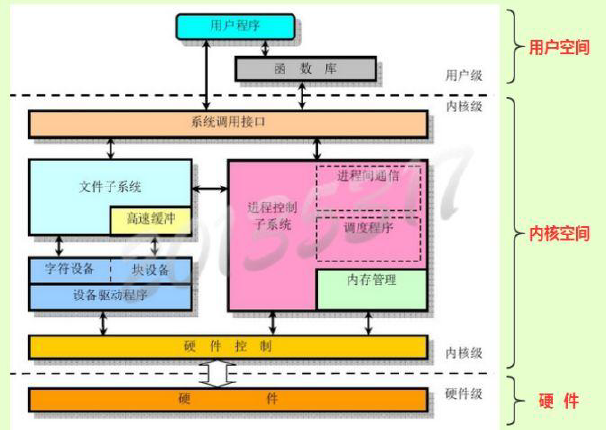 用户程序
函 数 库
用户级
用户空间
内核级
系统调用接口
文件子系统
高速缓冲
进程控制
子系统
进程间通信
调度程序
内存管理
内核空间
字符设备
块设备
设备驱动程序
硬 件 控 制
内核级
硬件级
硬 件
硬 件